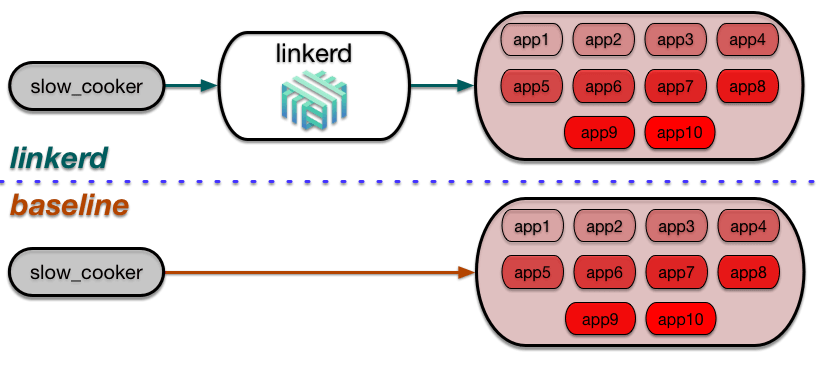 linkerd
app1 app2 app3 app4
slow_cooker
app5 app6 app7 app8
app9 app10
linkerd
baseline
app1 app2 app3 app4
slow_cooker
app5 app6 app7 app8
app9 app10